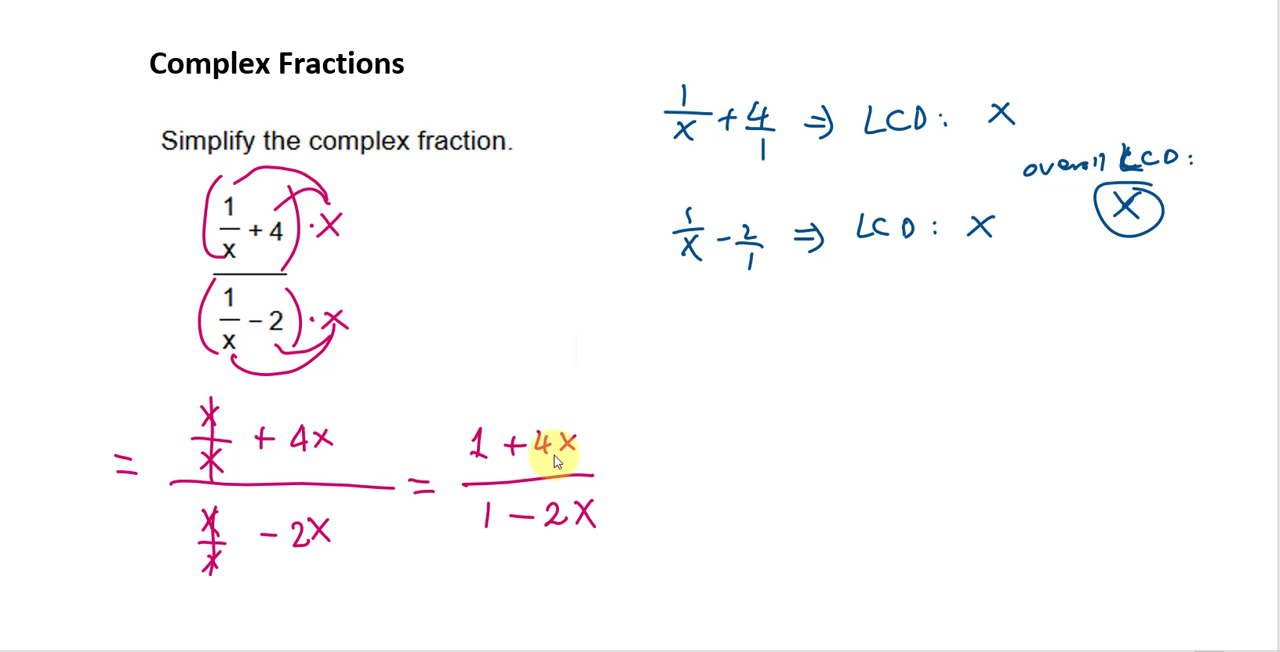 Complex Fractions
Simplify the complex fraction.
(1/x + 4) · x
(1/x − 2) · x
1/x + 4/1 ⇒ LCD: x
overall LCD:
x
1/x − 2/1 ⇒ LCD: x
= (x/x + 4x)/(x/x − 2x) = (1 + 4x)/(1 − 2x)